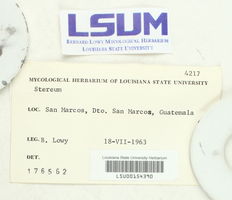 LSUM
BERNARD LOWY MYCOLOGICAL HERBARIUM
LOUISIANA STATE UNIVERSITY
4217
MYCOLOGICAL HERBARIUM OF LOUISIANA STATE UNIVERSITY
Stereum
LOC. San Marcos, Dto. San Marcos, Guatemala
LEG. B. Lowy 18-VII-1963
DET.
176552
Louisiana State University Herbarium
LSU00154390